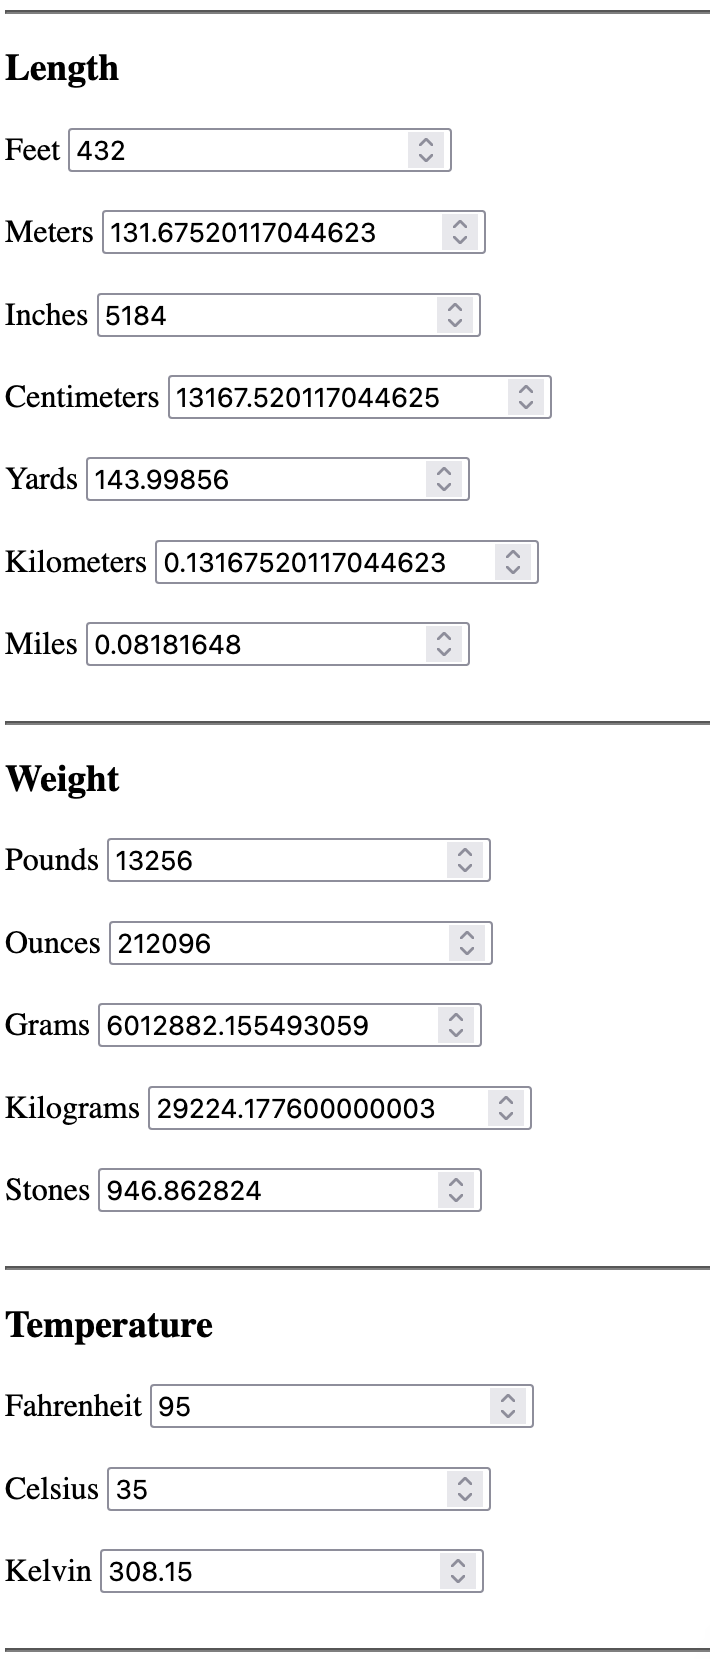 Length
Feet 432
Meters 131.67520117044623
Inches 5184
Centimeters 13167.520117044625
Yards 143.99856
Kilometers 0.13167520117044623
Miles 0.08181648
Weight
Pounds 13256
Ounces 212096
Grams 6012882.155493059
Kilograms 29224.177600000003
Stones 946.862824
Temperature
Fahrenheit 95
Celsius 35
Kelvin 308.15